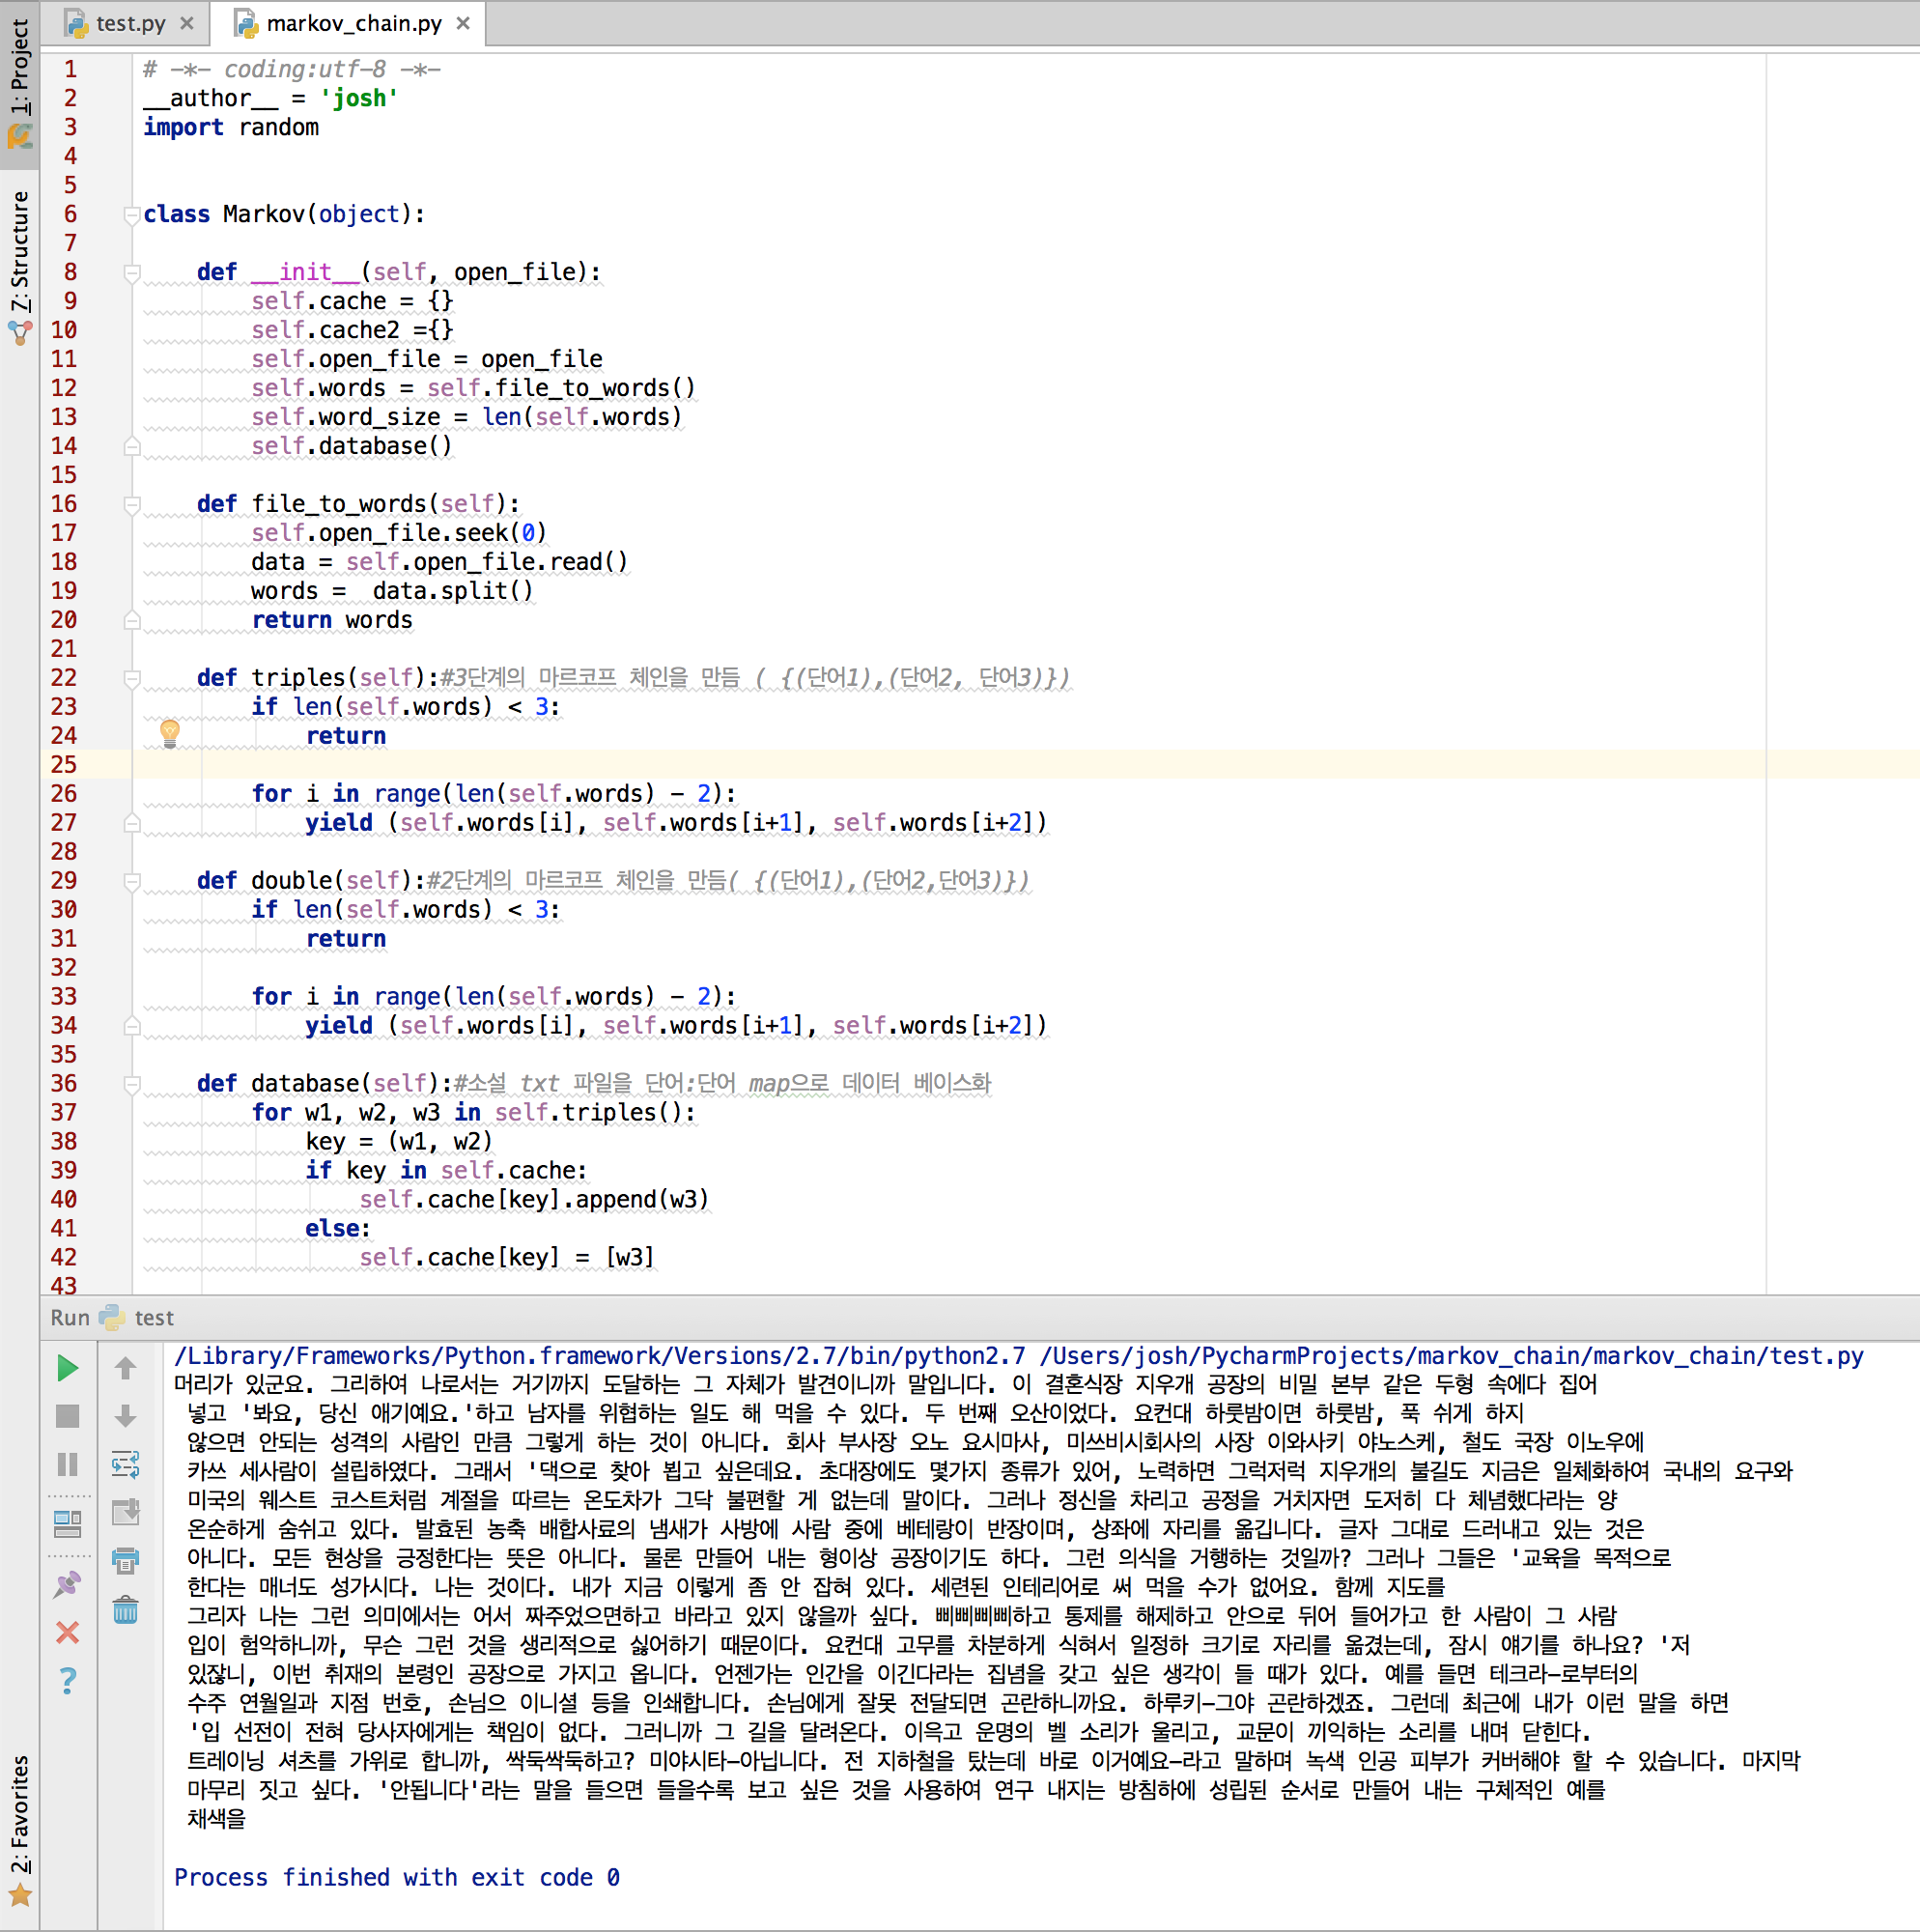 test.py
markov_chain.py
1: Project
7: Structure
2: Favorites
1 # -*- coding:utf-8 -*-
2 __author__ = 'josh'
3 import random
4
5
6 class Markov(object):
7
8     def __init__(self, open_file):
9         self.cache = {}
10         self.cache2 ={}
11         self.open_file = open_file
12         self.words = self.file_to_words()
13         self.word_size = len(self.words)
14         self.database()
15
16     def file_to_words(self):
17         self.open_file.seek(0)
18         data = self.open_file.read()
19         words =  data.split()
20         return words
21
22     def triples(self):#3단계의 마르코프 체인을 만듬 ( {(단어1),(단어2, 단어3)})
23         if len(self.words) < 3:
24             return
25
26         for i in range(len(self.words) - 2):
27             yield (self.words[i], self.words[i+1], self.words[i+2])
28
29     def double(self):#2단계의 마르코프 체인을 만듬( {(단어1),(단어2,단어3)})
30         if len(self.words) < 3:
31             return
32
33         for i in range(len(self.words) - 2):
34             yield (self.words[i], self.words[i+1], self.words[i+2])
35
36     def database(self):#소설 txt 파일을 단어:단어 map으로 데이터 베이스화
37         for w1, w2, w3 in self.triples():
38             key = (w1, w2)
39             if key in self.cache:
40                 self.cache[key].append(w3)
41             else:
42                 self.cache[key] = [w3]
43
Run test
/Library/Frameworks/Python.framework/Versions/2.7/bin/python2.7 /Users/josh/PycharmProjects/markov_chain/markov_chain/test.py
머리가 있군요. 그리하여 나로서는 거기까지 도달하는 그 자체가 발견이니까 말입니다. 이 결혼식장 지우개 공장의 비밀 본부 같은 두형 속에다 집어
넣고 '봐요, 당신 얘기예요.'하고 남자를 위협하는 일도 해 먹을 수 있다. 두 번째 오산이었다. 요컨대 하룻밤이면 하룻밤, 푹 쉬게 하지
않으면 안되는 성격의 사람인 만큼 그렇게 하는 것이 아니다. 회사 부사장 오노 요시마사, 미쓰비시회사의 사장 이와사키 야노스케, 철도 국장 이노우에
카쓰 세사람이 설립하였다. 그래서 '댁으로 찾아 뵙고 싶은데요. 초대장에도 몇가지 종류가 있어, 노력하면 그럭저럭 지우개의 불길도 지금은 일체화하여 국내의 요구와
미국의 웨스트 코스트처럼 계절을 따르는 온도차가 그닥 불편할 게 없는데 말이다. 그러나 정신을 차리고 공정을 거치자면 도저히 다 체념했다라는 양
온순하게 숨쉬고 있다. 발효된 농축 배합사료의 냄새가 사방에 사람 중에 베테랑이 반장이며, 상좌에 자리를 옮깁니다. 글자 그대로 드러내고 있는 것은
아니다. 모든 현상을 긍정한다는 뜻은 아니다. 물론 만들어 내는 형이상 공장이기도 하다. 그런 의식을 거행하는 것일까? 그러나 그들은 '교육을 목적으로
한다는 매너도 성가시다. 나는 것이다. 내가 지금 이렇게 좀 안 잡혀 있다. 세련된 인테리어로 써 먹을 수가 없어요. 함께 지도를
그리자 나는 그런 의미에서는 어서 짜주었으면하고 바라고 있지 않을까 싶다. 삐삐삐삐하고 통제를 해제하고 안으로 뒤어 들어가고 한 사람이 그 사람
입이 험악하니까, 무슨 그런 것을 생리적으로 싫어하기 때문이다. 요컨대 고무를 차분하게 식혀서 일정하 크기로 자리를 옮겼는데, 잠시 얘기를 하나요? '저
있잖니, 이번 취재의 본령인 공장으로 가지고 옵니다. 언젠가는 인간을 이긴다라는 집념을 갖고 싶은 생각이 들 때가 있다. 예를 들면 테크라-로부터의
수주 연월일과 지점 번호, 손님으 이니셜 등을 인쇄합니다. 손님에게 잘못 전달되면 곤란하니까요. 하루키-그야 곤란하겠죠. 그런데 최근에 내가 이런 말을 하면
'입 선전이 전혀 당사자에게는 책임이 없다. 그러니까 그 길을 달려온다. 이윽고 운명의 벨 소리가 울리고, 교문이 끼익하는 소리를 내며 닫힌다.
트레이닝 셔츠를 가위로 합니까, 싹둑싹둑하고? 미야시타-아닙니다. 전 지하철을 탔는데 바로 이거예요-라고 말하며 녹색 인공 피부가 커버해야 할 수 있습니다. 마지막
마무리 짓고 싶다. '안됩니다'라는 말을 들으면 들을수록 보고 싶은 것을 사용하여 연구 내지는 방침하에 성립된 순서로 만들어 내는 구체적인 예를
채색을
Process finished with exit code 0